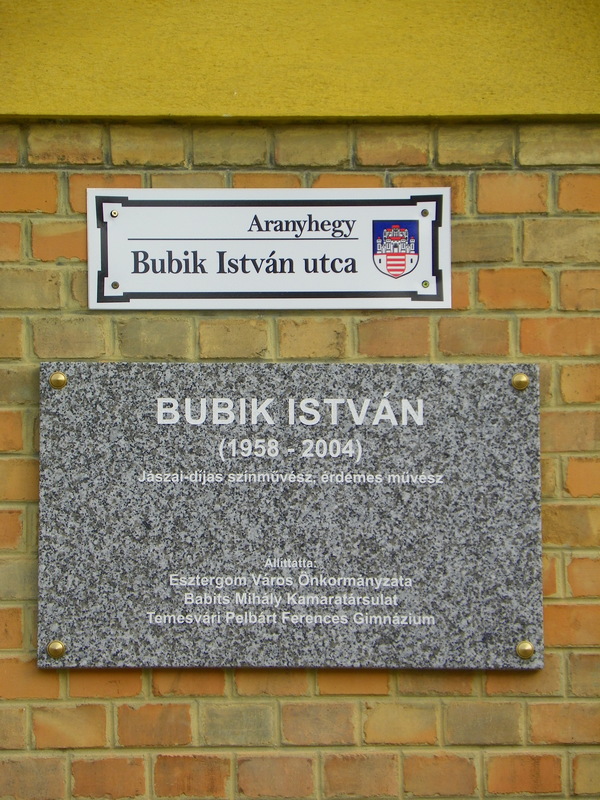 Aranyhegy
Bubik István utca
BUBIK ISTVÁN
(1958 - 2004)
Jászai-díjas színművész, érdemes művész
Állíttatta:
Esztergom Város Önkormányzata
Babits Mihály Kamaratársulat
Temesvári Pelbárt Ferences Gimnázium